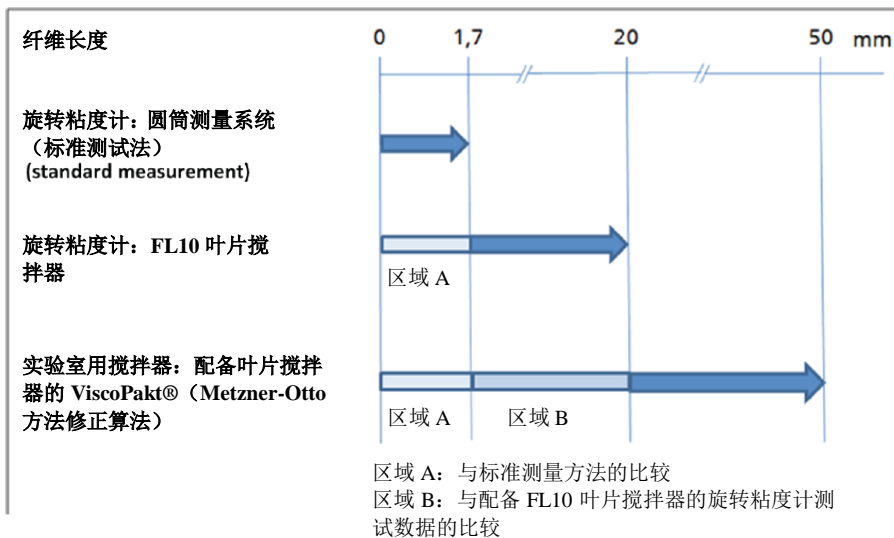 纤维长度 0 1,7 20 50 mm
旋转粘度计：圆筒测量系统
（标准测试法）
(standard measurement)
旋转粘度计：FL10 叶片搅
拌器
区域 A
实验室用搅拌器：配备叶片搅拌
器的 ViscoPakt®（Metzner-Otto
方法修正算法）
区域 A 区域 B
区域 A：与标准测量方法的比较
区域 B：与配备 FL10 叶片搅拌器的旋转粘度计测
试数据的比较